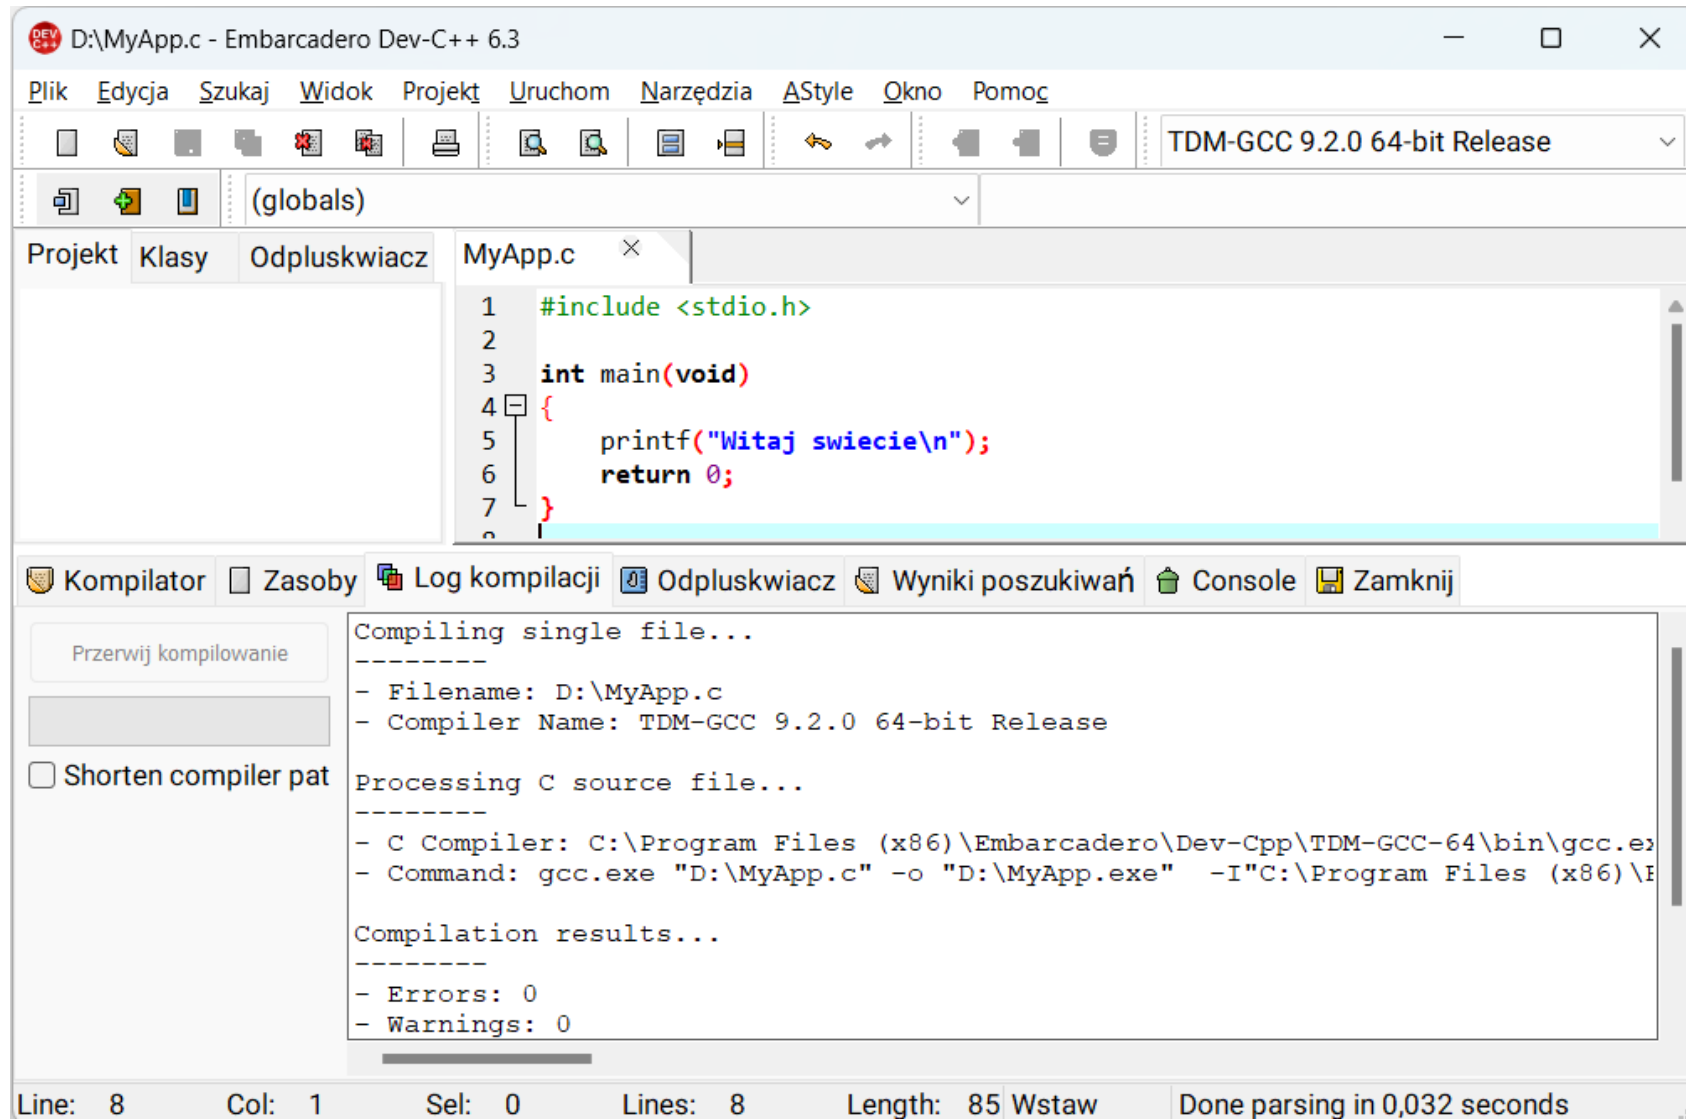 D:\MyApp.c - Embarcadero Dev-C++ 6.3
Plik Edycja Szukaj Widok Projekt Uruchom Narzędzia AStyle Okno Pomoc
TDM-GCC 9.2.0 64-bit Release
(globals)
Projekt Klasy Odpluskwiacz MyApp.c
1 #include <stdio.h>
2
3 int main(void)
4 {
5 printf("Witaj swiecie\n");
6 return 0;
7 }
8
Kompilator Zasoby Log kompilacji Odpluskwiacz Wyniki poszukiwań Console Zamknij
Przerwij kompilowanie
Shorten compiler pat
Compiling single file...
--------
- Filename: D:\MyApp.c
- Compiler Name: TDM-GCC 9.2.0 64-bit Release
Processing C source file...
--------
- C Compiler: C:\Program Files (x86)\Embarcadero\Dev-Cpp\TDM-GCC-64\bin\gcc.ex
- Command: gcc.exe "D:\MyApp.c" -o "D:\MyApp.exe" -I"C:\Program Files (x86)\
Compilation results...
--------
- Errors: 0
- Warnings: 0
Line: 8 Col: 1 Sel: 0 Lines: 8 Length: 85 Wstaw Done parsing in 0,032 seconds